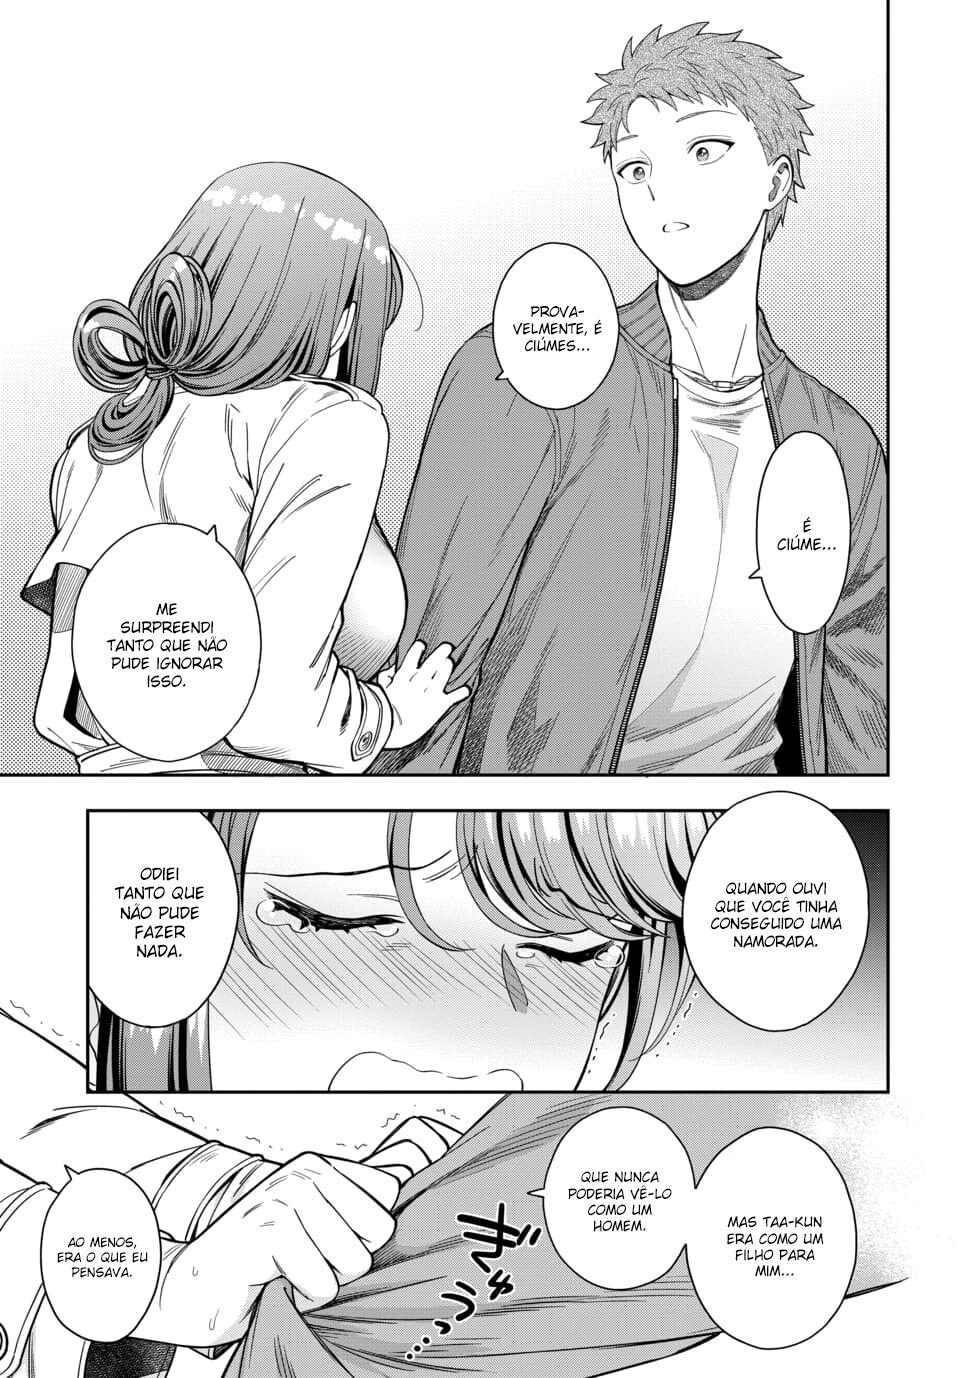 É
CIÚME...
PROVA-
VELMENTE, É
CIÚMES...
ME
SURPREENDI
TANTO QUE NÃO
PUDE IGNORAR
ISSO.
QUANDO OUVI
QUE VOCÊ TINHA
CONSEGUIDO UMA
NAMORADA.
ODIEI
TANTO QUE
NÃO PUDE
FAZER
NADA.
MAS TAA-KUN
ERA COMO UM
FILHO PARA
MIM...
QUE NUNCA
PODERIA VÊ-LO
COMO UM
HOMEM.
ギゅっ...
AO MENOS,
ERA O QUE EU
PENSAVA.